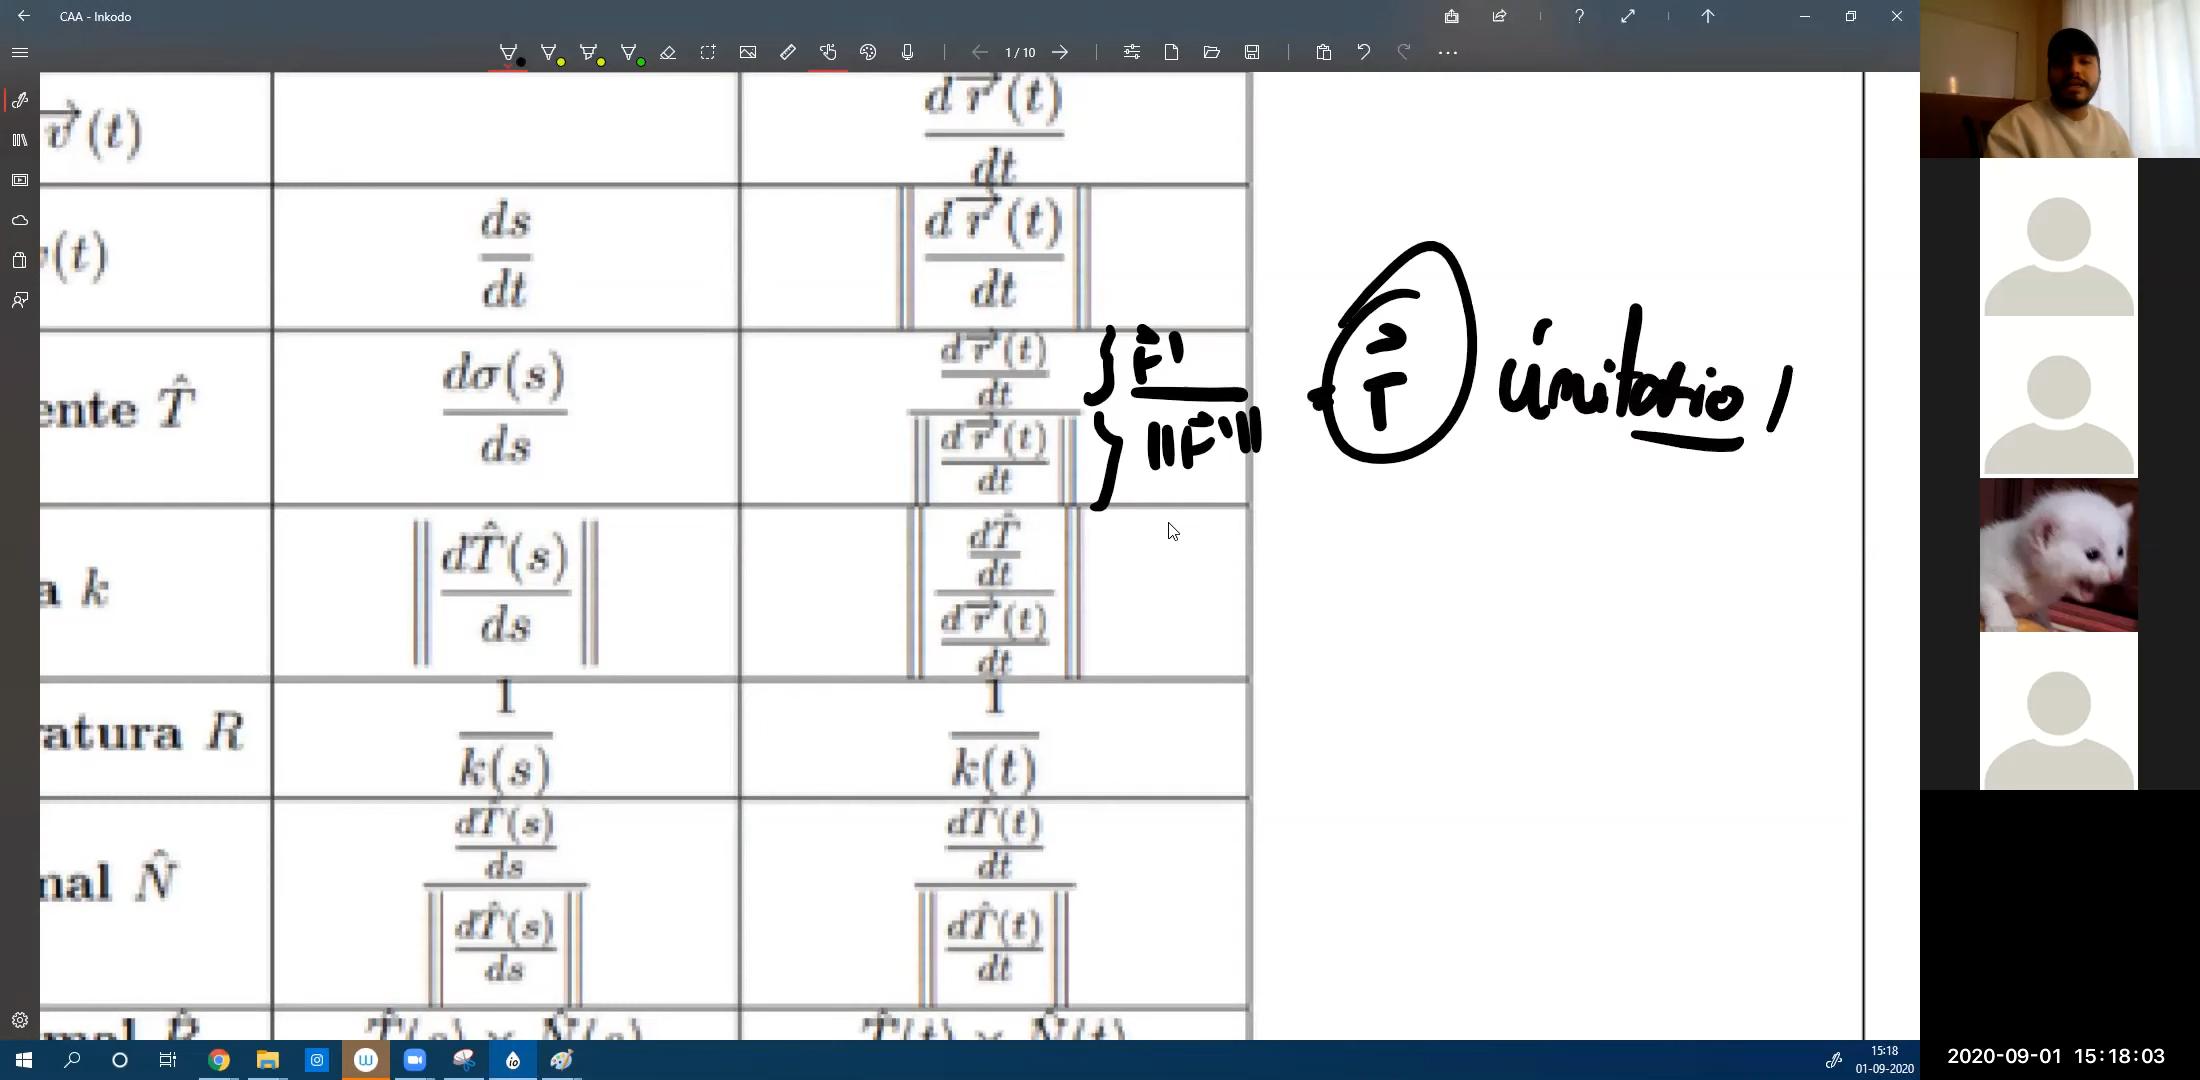 CAA - Inkodo
1 / 10
v⃗(t)
d r⃗(t)
dt
(t)
ds
dt
‖ d r⃗(t)
dt ‖
ente T̂
dσ(s)
ds
d r⃗(t)
dt
‖ d r⃗(t)
dt ‖
r⃗'
‖r⃗'‖
T⃗
unitario
a k
‖ dT̂(s)
ds ‖
‖ dT̂
dt
d r⃗(t)
dt ‖
atura R
1
k(s)
1
k(t)
nal N̂
dT̂(s)
ds
‖ dT̂(s)
ds ‖
dT̂(t)
dt
‖ dT̂(t)
dt ‖
T̂(s) × N̂(s)
T̂(t) × N̂(t)
15:18
01-09-2020
2020-09-01 15:18:03